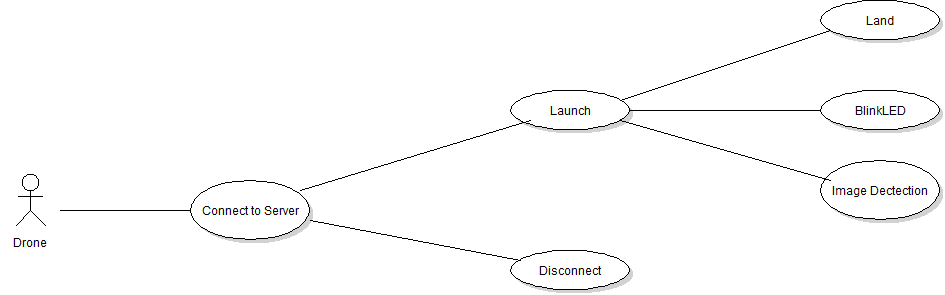 Land
Launch
BlinkLED
Image Dectection
Connect to Server
Drone
Disconnect